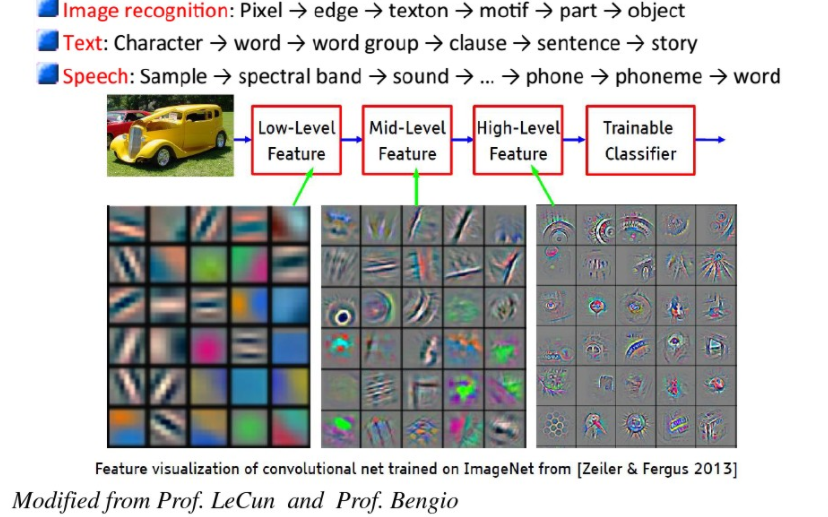 Image recognition: Pixel → edge → texton → motif → part → object
Text: Character → word → word group → clause → sentence → story
Speech: Sample → spectral band → sound → ... → phone → phoneme → word
Low-Level Feature
Mid-Level Feature
High-Level Feature
Trainable Classifier
Feature visualization of convolutional net trained on ImageNet from [Zeiler & Fergus 2013]
Modified from Prof. LeCun and Prof. Bengio